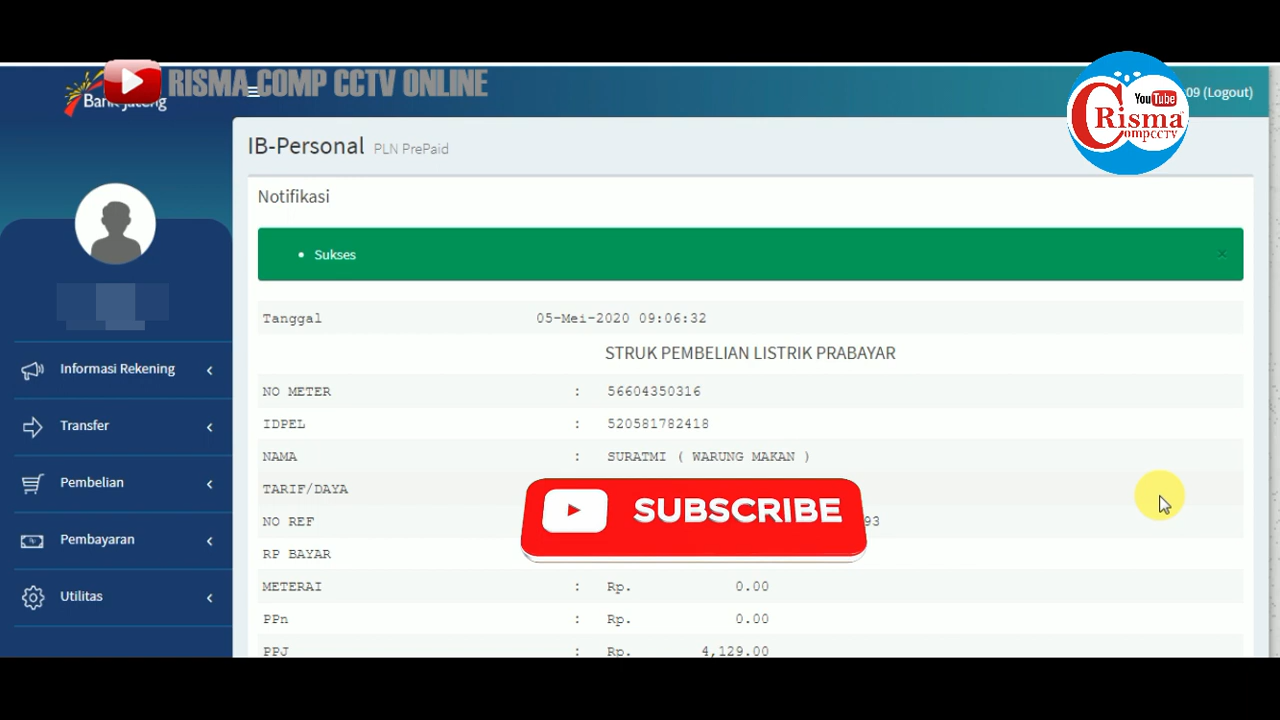 RISMA COMP CCTV ONLINE
Bank Jateng
:09 (Logout)
YouTube
CRisma
CompCCTV
IB-Personal PLN PrePaid
Notifikasi
Sukses
Tanggal 05-Mei-2020 09:06:32
STRUK PEMBELIAN LISTRIK PRABAYAR
NO METER : 56604350316
IDPEL : 520581782418
NAMA : SURATMI ( WARUNG MAKAN )
TARIF/DAYA
NO REF 93
RP BAYAR
METERAI : Rp. 0.00
PPn : Rp. 0.00
PPJ : Rp. 4,129.00
SUBSCRIBE
Informasi Rekening
Transfer
Pembelian
Pembayaran
Utilitas